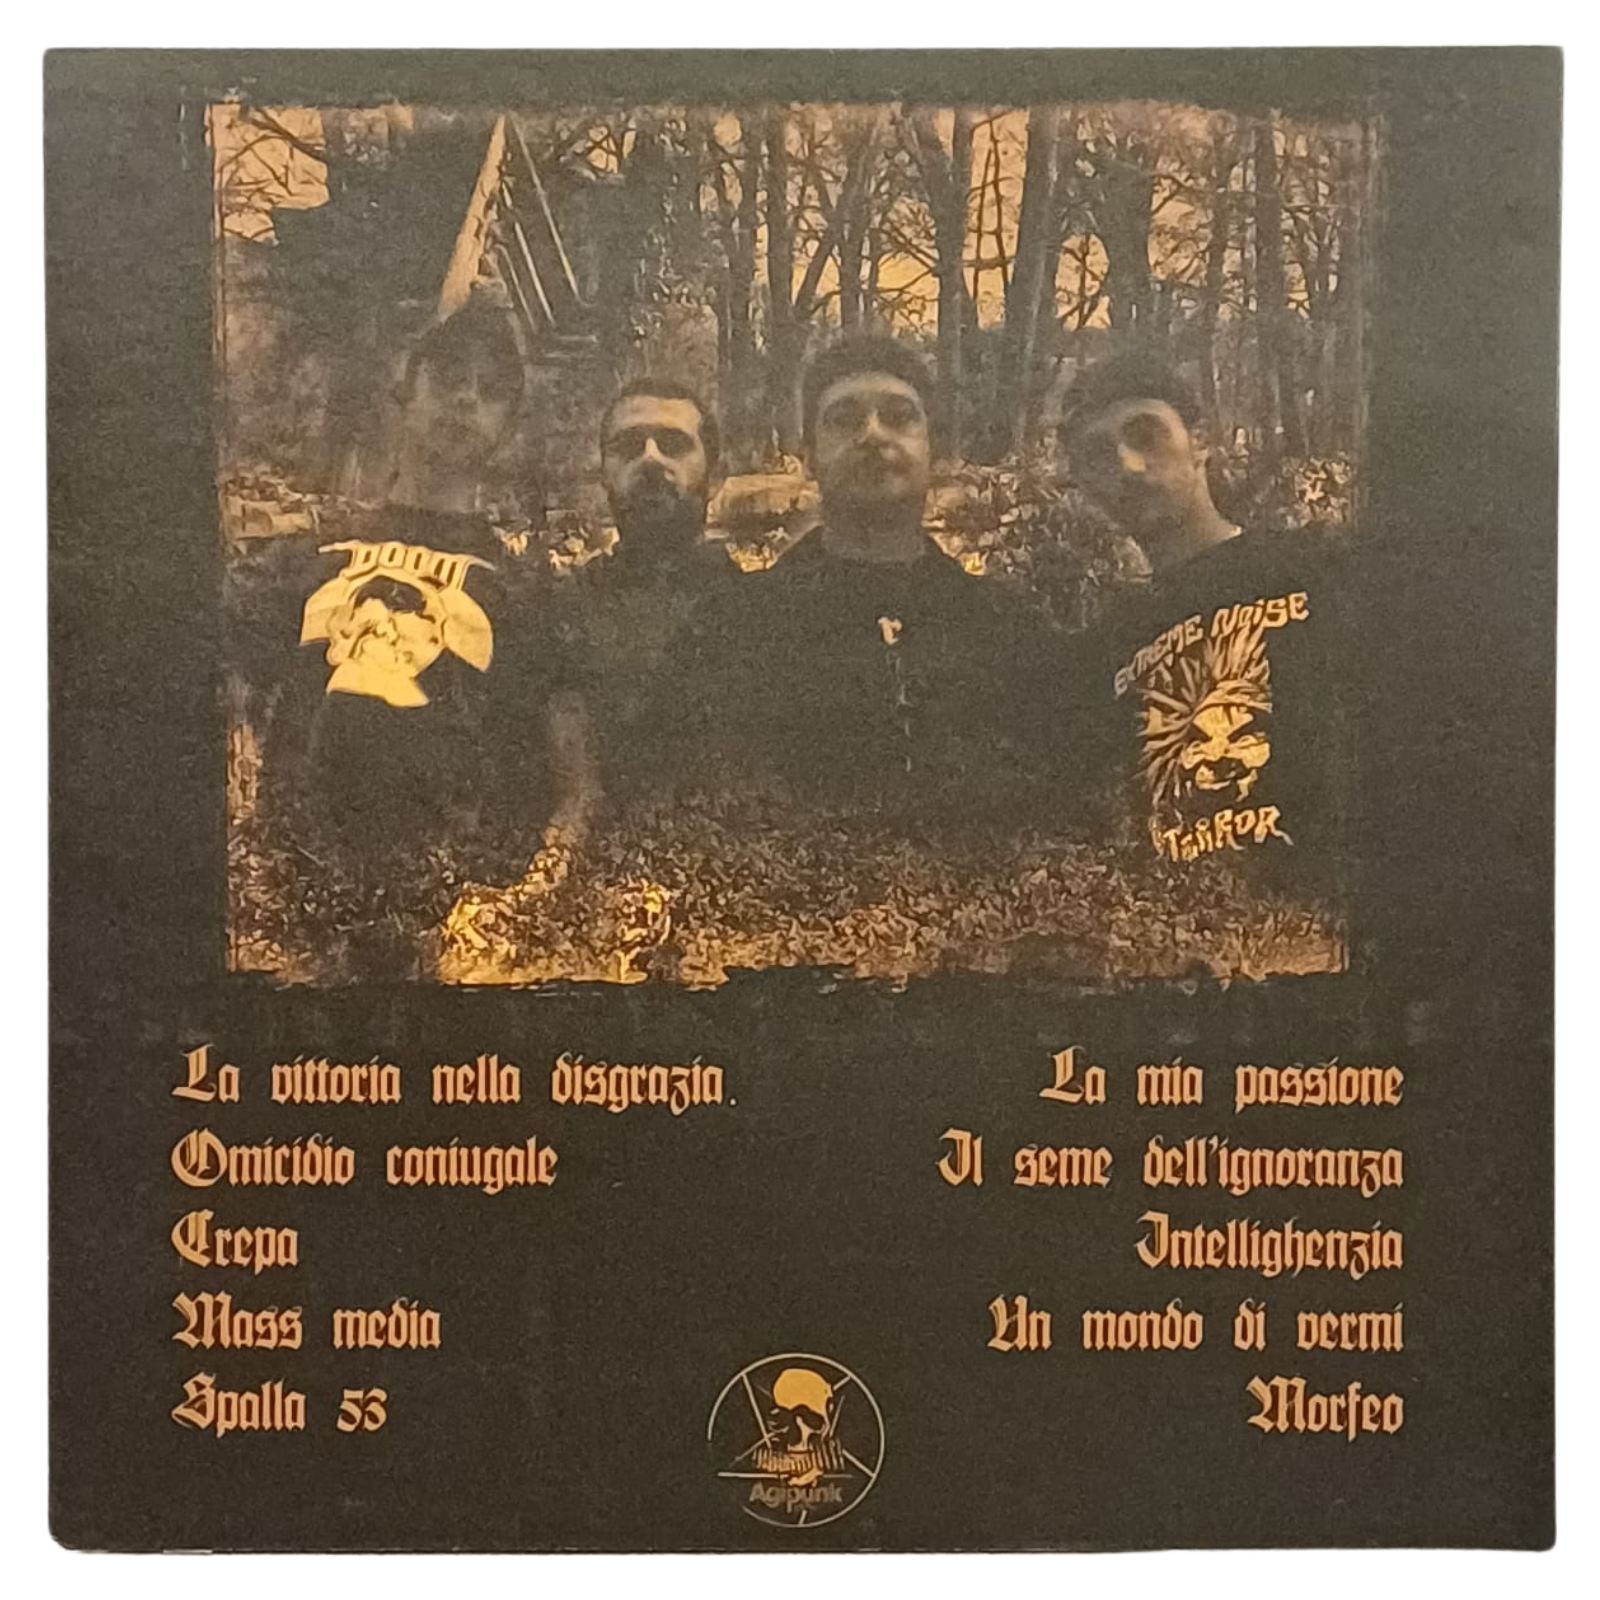 DOOM
r
EXTREME NOISE
TERROR
La vittoria nella disgrazia.
Omicidio coniugale
Crepa
Mass media
Spalla 53
La mia passione
Il seme dell'ignoranza
Intellighenzia
Un mondo di vermi
Morfeo
Agipunk